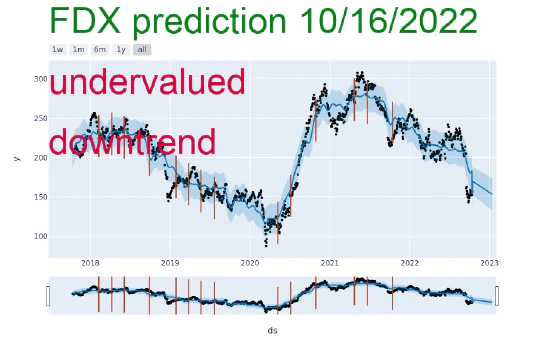 FDX prediction 10/16/2022
1w 1m 6m 1y all
undervalued
downtrend
300
250
200
150
100
y
2018 2019 2020 2021 2022 2023
ds